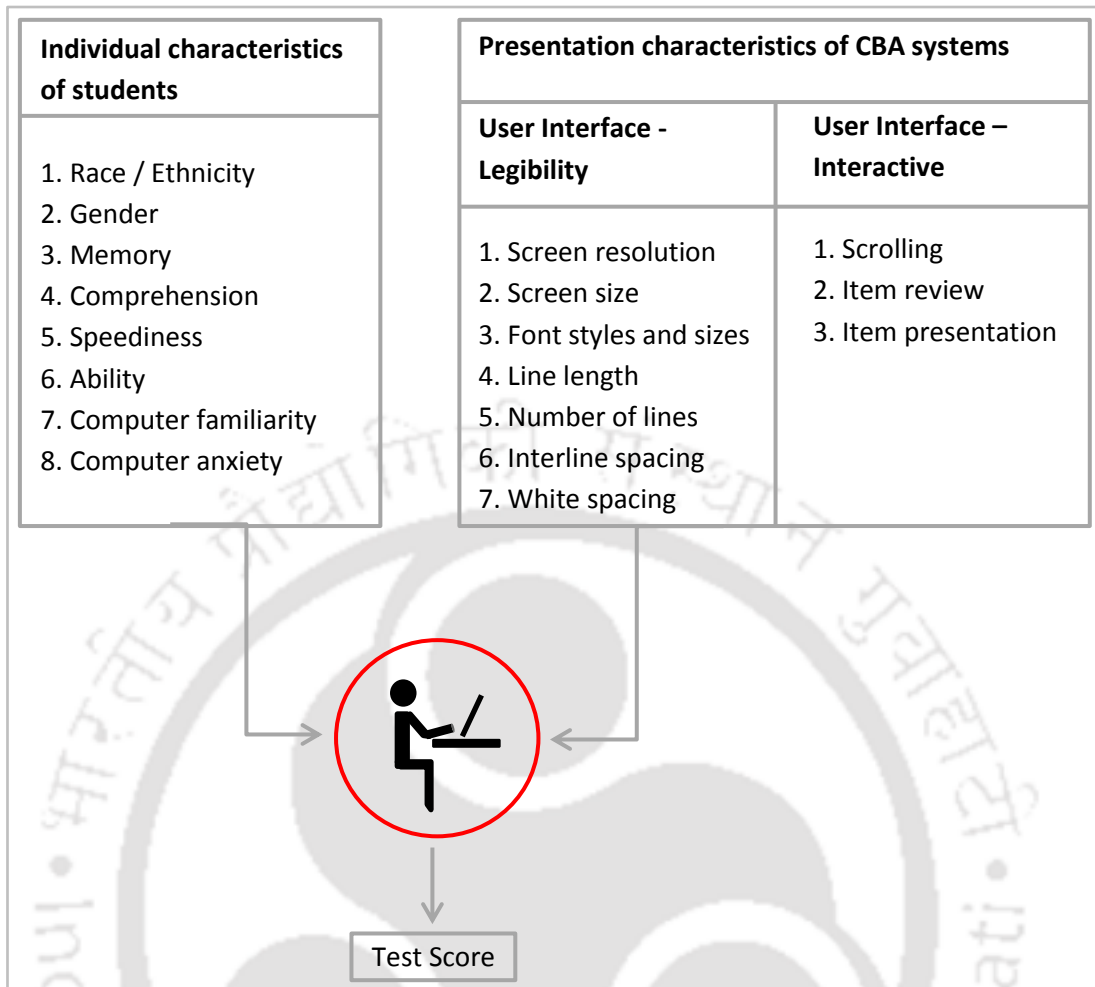 Individual characteristics
of students
1. Race / Ethnicity
2. Gender
3. Memory
4. Comprehension
5. Speediness
6. Ability
7. Computer familiarity
8. Computer anxiety
Presentation characteristics of CBA systems
User Interface -
Legibility
1. Screen resolution
2. Screen size
3. Font styles and sizes
4. Line length
5. Number of lines
6. Interline spacing
7. White spacing
User Interface –
Interactive
1. Scrolling
2. Item review
3. Item presentation
भारतीय प्रौद्योगिकी संस्थान गुवाहाटी
Test Score